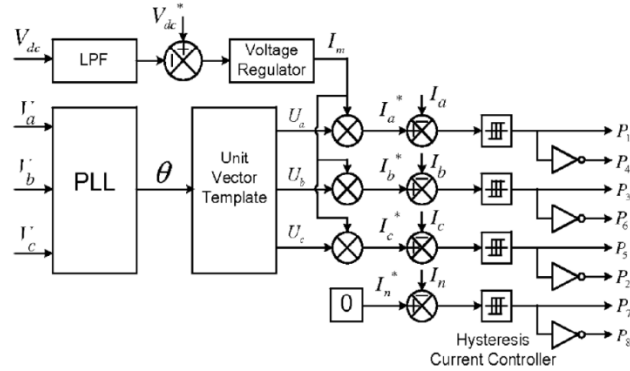 V_dc*
V_dc
LPF
Voltage
Regulator
I_m
V_a
V_b
V_c
PLL
θ
Unit
Vector
Template
U_a
U_b
U_c
I_a*
I_a
I_b*
I_b
I_c*
I_c
I_n*
I_n
0
P_1
P_4
P_3
P_6
P_5
P_2
P_7
P_8
Hysteresis
Current Controller